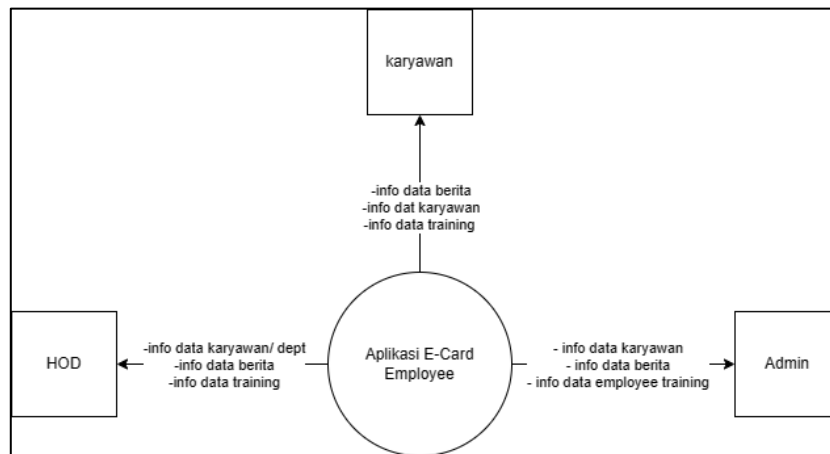 karyawan
-info data berita
-info dat karyawan
-info data training
HOD
-info data karyawan/ dept
-info data berita
-info data training
Aplikasi E-Card
Employee
- info data karyawan
- info data berita
- info data employee training
Admin